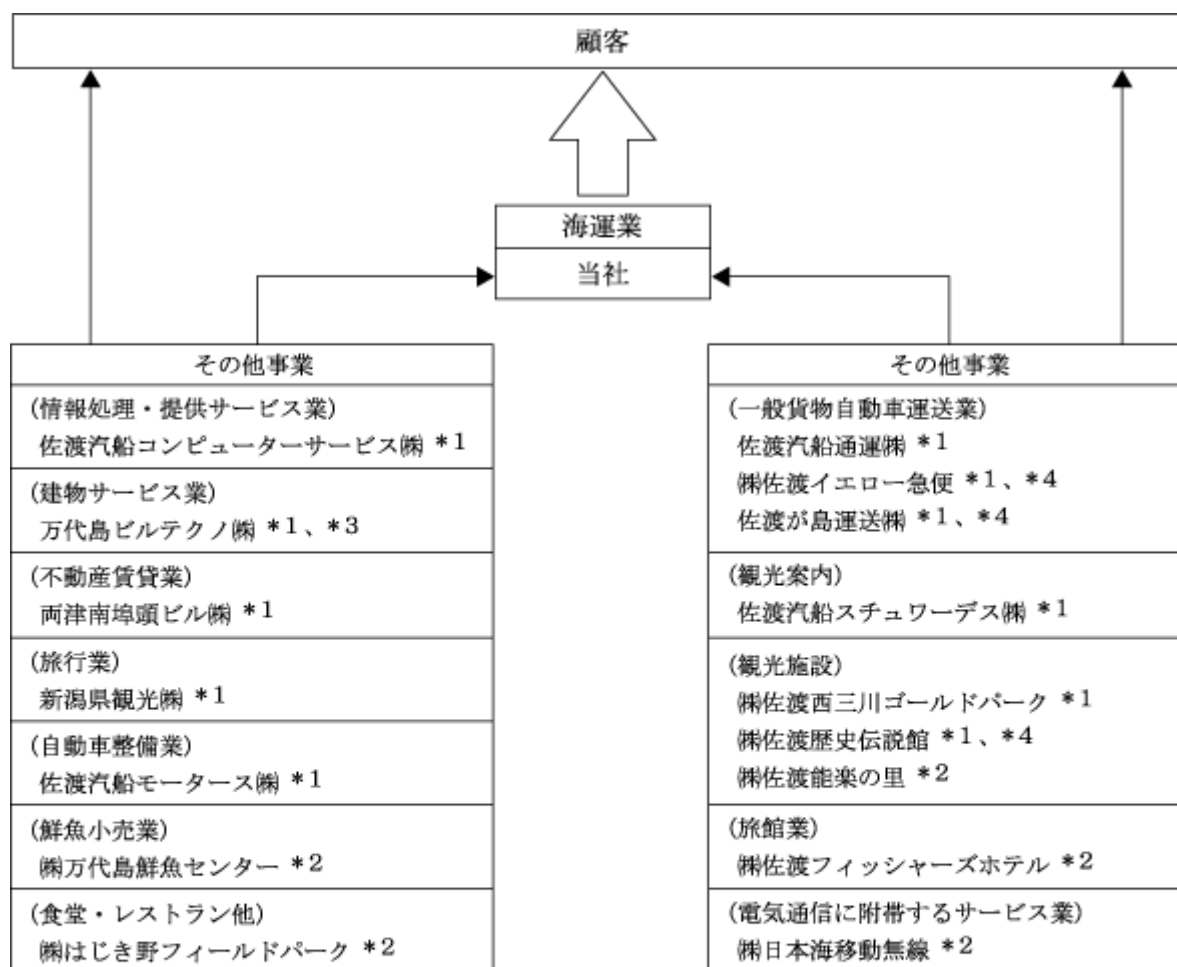 顧客
海運業
当社
その他事業
(情報処理・提供サービス業)
佐渡汽船コンピューターサービス㈱ *1
(建物サービス業)
万代島ビルテクノ㈱ *1、*3
(不動産賃貸業)
両津南埠頭ビル㈱ *1
(旅行業)
新潟県観光㈱ *1
(自動車整備業)
佐渡汽船モータース㈱ *1
(鮮魚小売業)
㈱万代島鮮魚センター *2
(食堂・レストラン他)
㈱はじき野フィールドパーク *2
その他事業
(一般貨物自動車運送業)
佐渡汽船通運㈱ *1
㈱佐渡イエロー急便 *1、*4
佐渡が島運送㈱ *1、*4
(観光案内)
佐渡汽船スチュワーデス㈱ *1
(観光施設)
㈱佐渡西三川ゴールドパーク *1
㈱佐渡歴史伝説館 *1、*4
㈱佐渡能楽の里 *2
(旅館業)
㈱佐渡フィッシャーズホテル *2
(電気通信に附帯するサービス業)
㈱日本海移動無線 *2